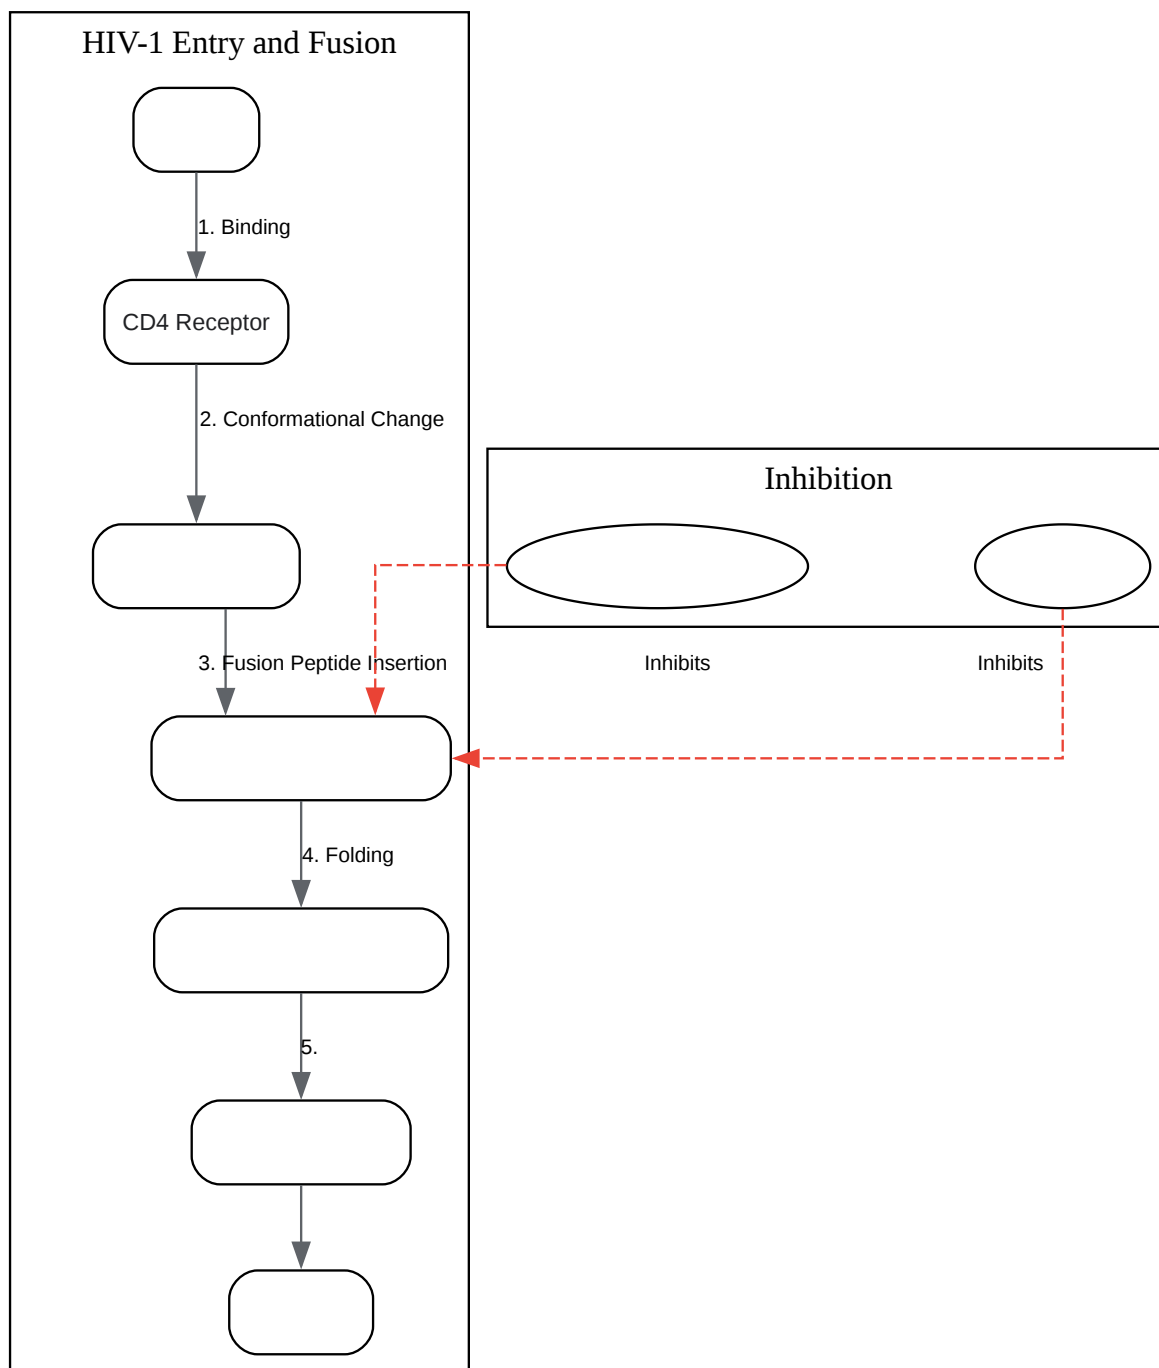 HIV-1 Entry and Fusion
1. Binding
CD4 Receptor
2. Conformational Change
Inhibition
3. Fusion Peptide Insertion
Inhibits
Inhibits
4. Folding
5.